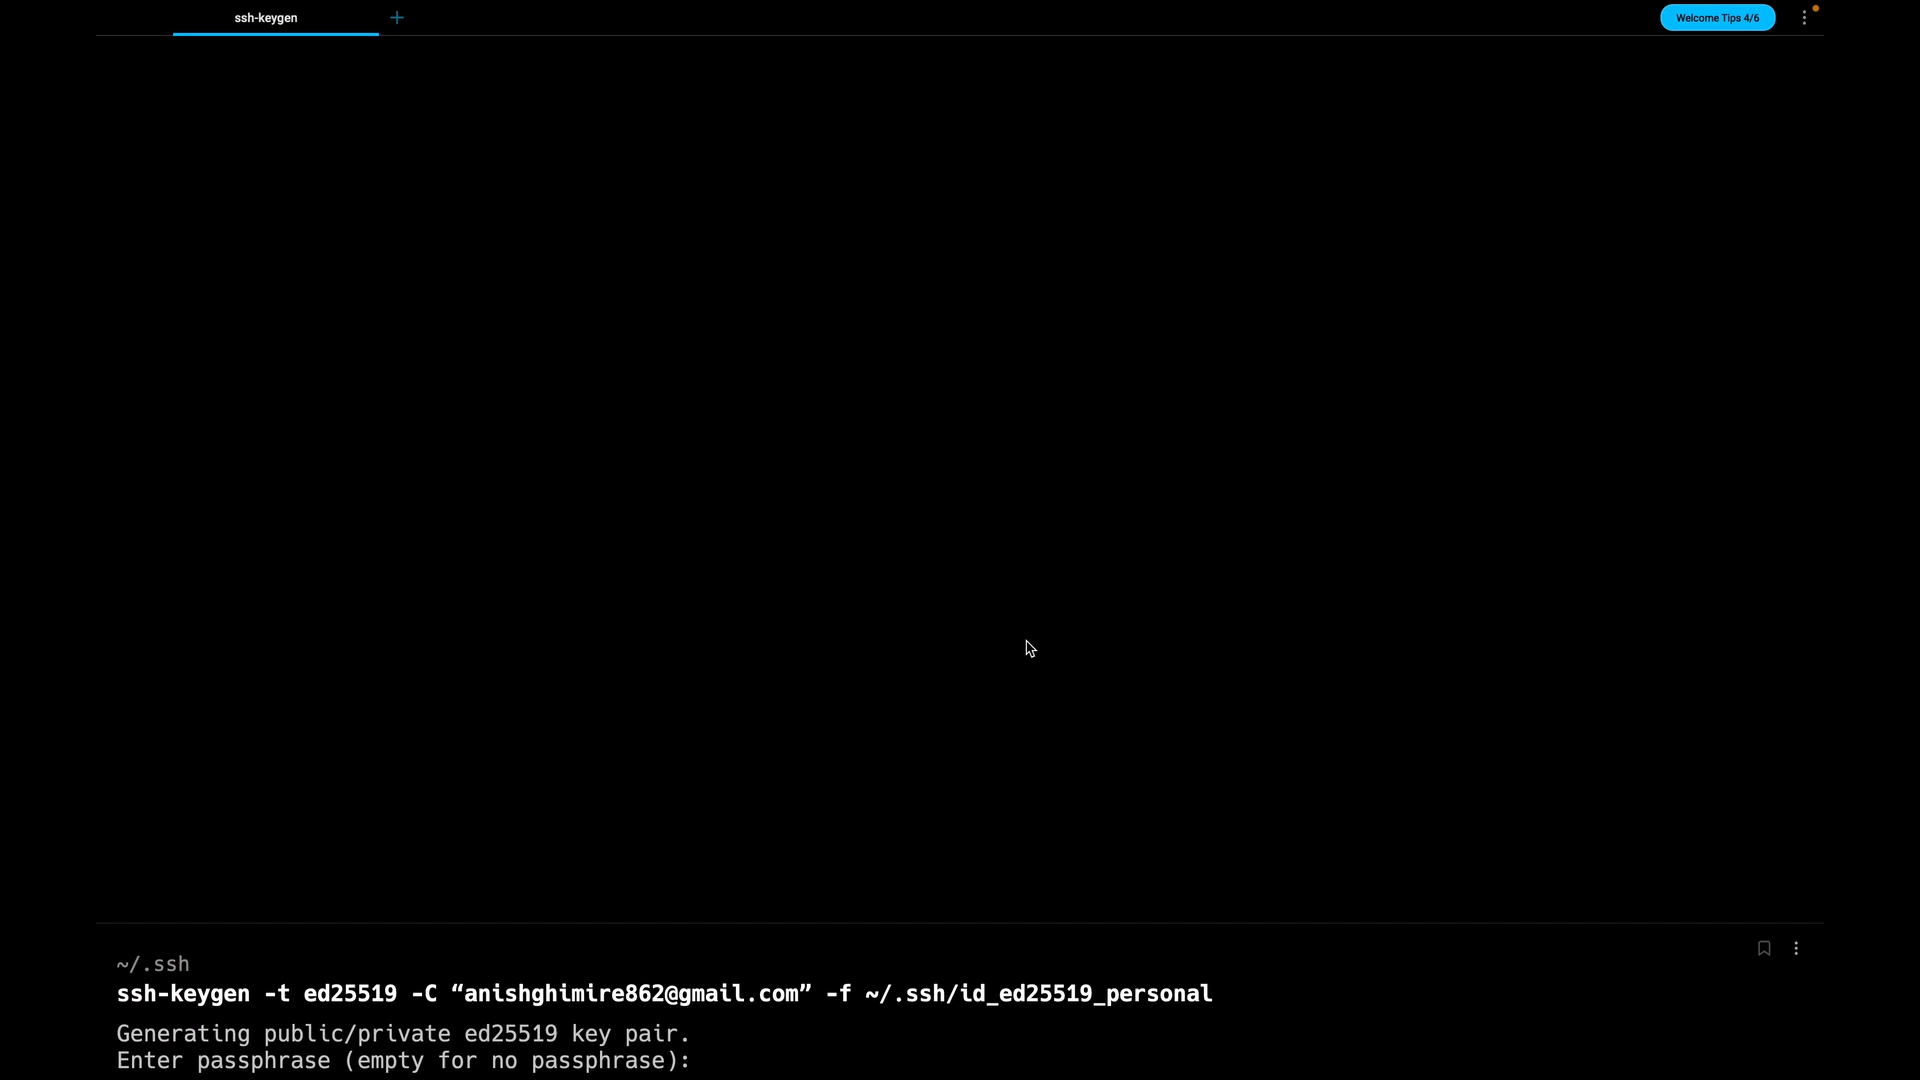 ssh-keygen
Welcome Tips 4/6
~/.ssh
ssh-keygen -t ed25519 -C “anishghimire862@gmail.com” -f ~/.ssh/id_ed25519_personal
Generating public/private ed25519 key pair.
Enter passphrase (empty for no passphrase):